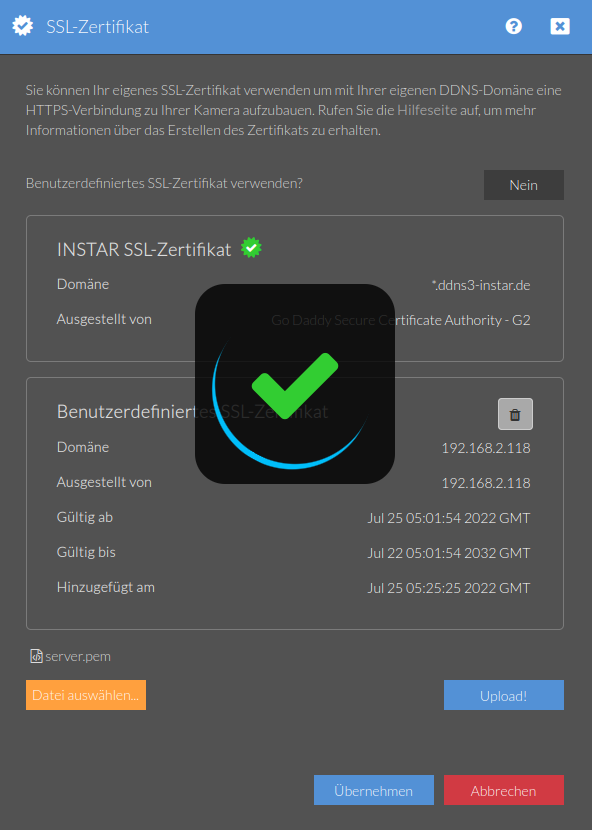 SSL-Zertifikat
Sie können Ihr eigenes SSL-Zertifikat verwenden um mit Ihrer eigenen DDNS-Domäne eine
HTTPS-Verbindung zu Ihrer Kamera aufzubauen. Rufen Sie die Hilfeseite auf, um mehr
Informationen über das Erstellen des Zertifikats zu erhalten.
Benutzerdefiniertes SSL-Zertifikat verwenden? Nein
INSTAR SSL-Zertifikat
Domäne *.ddns3-instar.de
Ausgestellt von Go Daddy Secure Certificate Authority - G2
Benutzerdefiniertes SSL-Zertifikat
Domäne 192.168.2.118
Ausgestellt von 192.168.2.118
Gültig ab Jul 25 05:01:54 2022 GMT
Gültig bis Jul 22 05:01:54 2032 GMT
Hinzugefügt am Jul 25 05:25:25 2022 GMT
server.pem
Datei auswählen... Upload!
Übernehmen Abbrechen